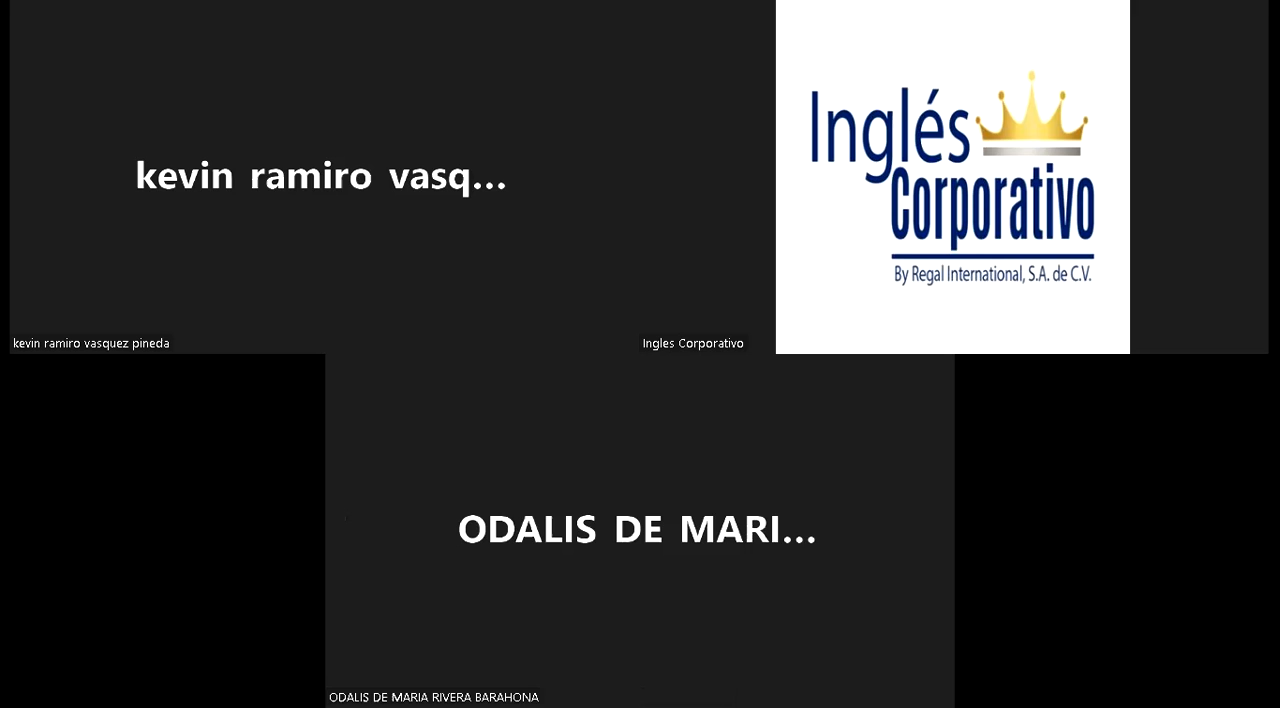 kevin ramiro vasq...
kevin ramiro vasquez pineda
Inglés
Corporativo
By Regal International, S.A. de C.V.
Ingles Corporativo
ODALIS DE MARI...
ODALIS DE MARIA RIVERA BARAHONA